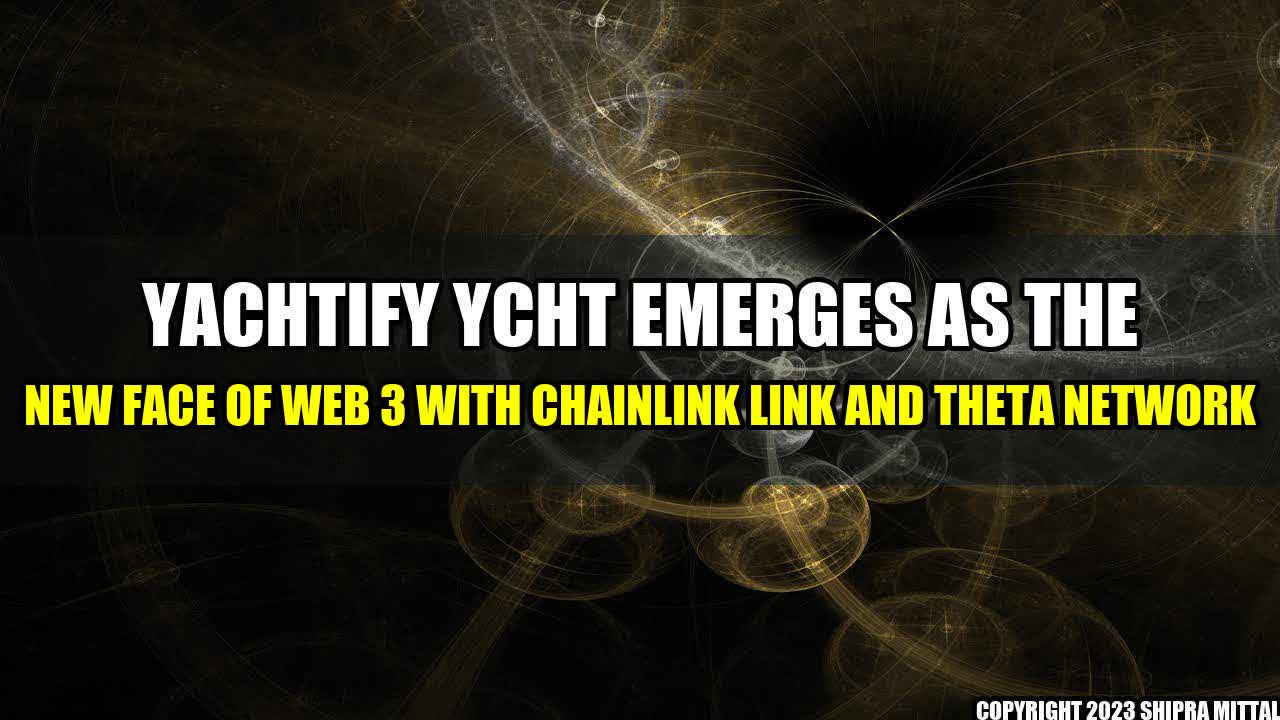 YACHTIFY YCHT EMERGES AS THE
NEW FACE OF WEB 3 WITH CHAINLINK LINK AND THETA NETWORK
COPYRIGHT 2023 SHIPRA MITTAL